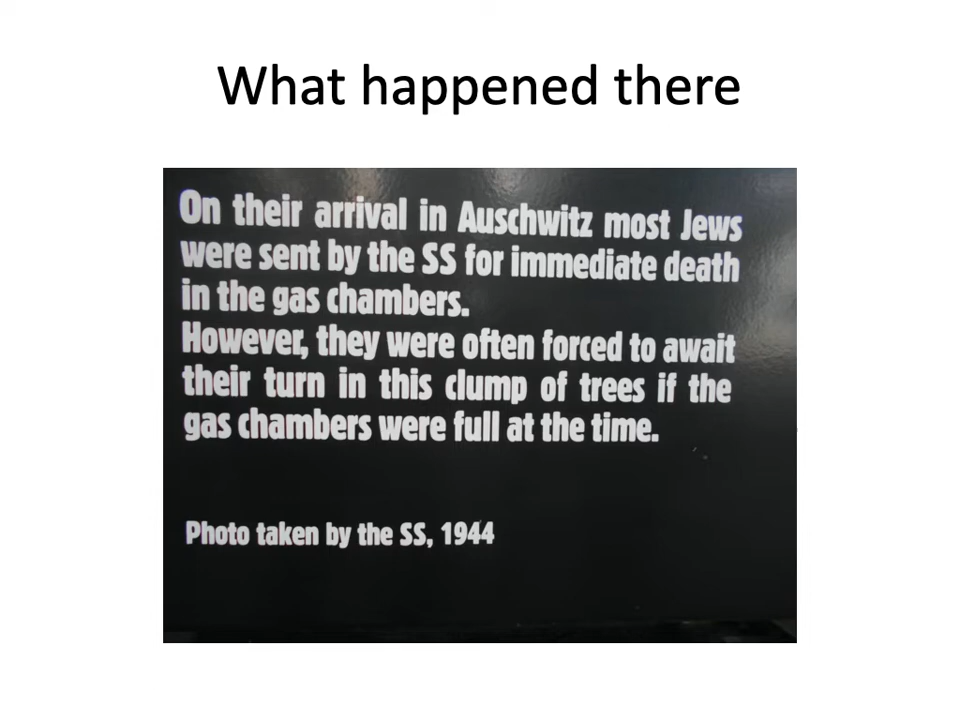 What happened there
On their arrival in Auschwitz most Jews
were sent by the SS for immediate death
in the gas chambers.
However, they were often forced to await
their turn in this clump of trees if the
gas chambers were full at the time.
Photo taken by the SS, 1944